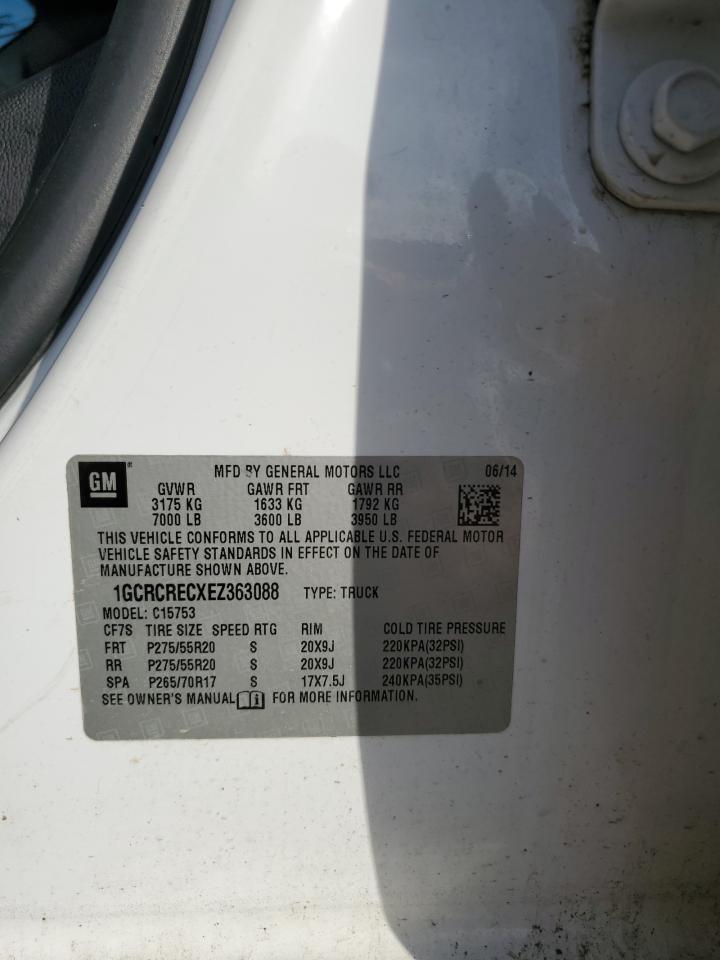 GM
MFD BY GENERAL MOTORS LLC 06/14
GVWR GAWR FRT GAWR RR
3175 KG 1633 KG 1792 KG
7000 LB 3600 LB 3950 LB
THIS VEHICLE CONFORMS TO ALL APPLICABLE U.S. FEDERAL MOTOR
VEHICLE SAFETY STANDARDS IN EFFECT ON THE DATE OF
MANUFACTURE SHOWN ABOVE.
1GCRCRECXEZ363088 TYPE: TRUCK
MODEL: C15753
CF7S TIRE SIZE SPEED RTG RIM COLD TIRE PRESSURE
FRT P275/55R20 S 20X9J 220KPA(32PSI)
RR P275/55R20 S 20X9J 220KPA(32PSI)
SPA P265/70R17 S 17X7.5J 240KPA(35PSI)
SEE OWNER'S MANUAL FOR MORE INFORMATION.